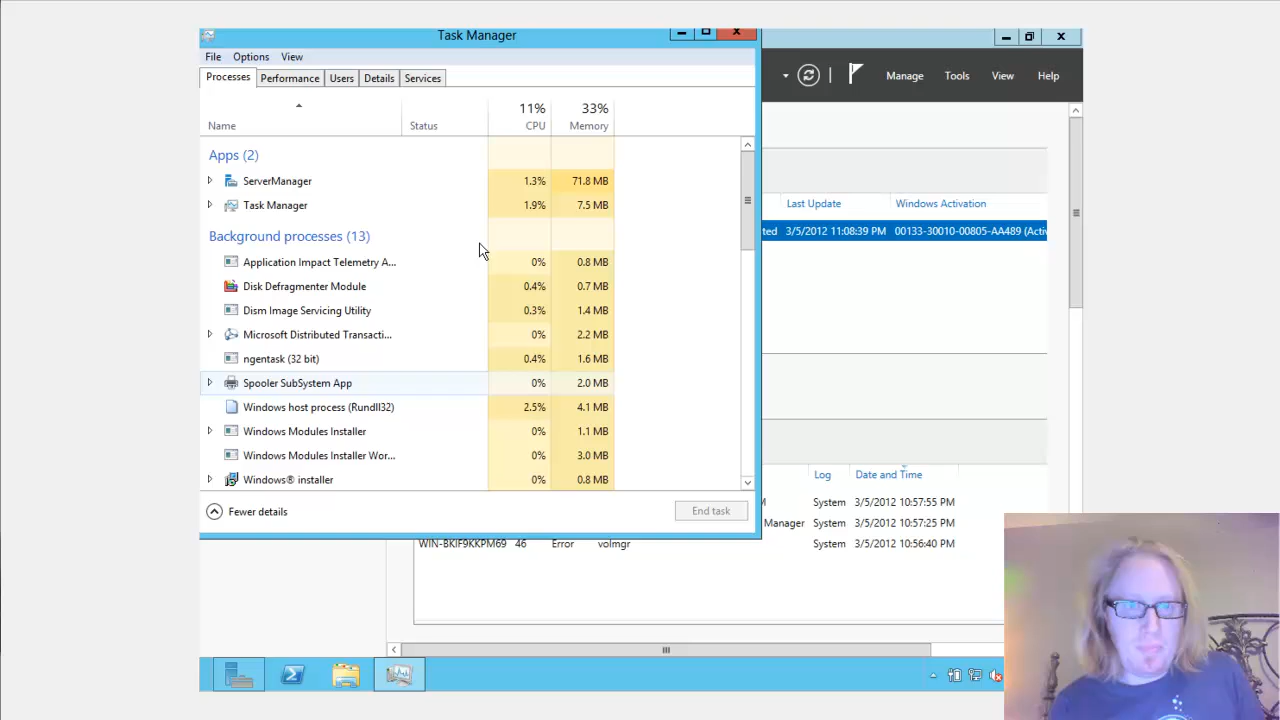 Task Manager
File Options View
Manage Tools View Help
Processes Performance Users Details Services
11% 33%
Name Status CPU Memory
Apps (2)
ServerManager 1.3% 71.8 MB
Task Manager 1.9% 7.5 MB
Last Update Windows Activation
ted 3/5/2012 11:08:39 PM 00133-30010-00805-AA489 (Activ
Background processes (13)
Application Impact Telemetry A... 0% 0.8 MB
Disk Defragmenter Module 0.4% 0.7 MB
Dism Image Servicing Utility 0.3% 1.4 MB
Microsoft Distributed Transacti... 0% 2.2 MB
ngentask (32 bit) 0.4% 1.6 MB
Spooler SubSystem App 0% 2.0 MB
Windows host process (Rundll32) 2.5% 4.1 MB
Windows Modules Installer 0% 1.1 MB
Windows Modules Installer Wor... 0% 3.0 MB
Windows® installer 0% 0.8 MB
Log Date and Time
M System 3/5/2012 10:57:55 PM
Manager System 3/5/2012 10:57:25 PM
WIN-BKIF9KKPM69 46 Error volmgr System 3/5/2012 10:56:40 PM
Fewer details End task